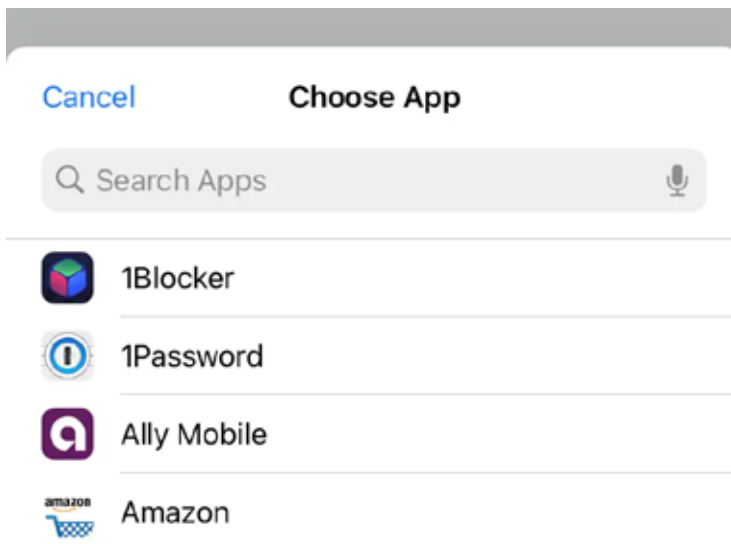 Cancel Choose App
Search Apps
1Blocker
1Password
Ally Mobile
amazon
Amazon